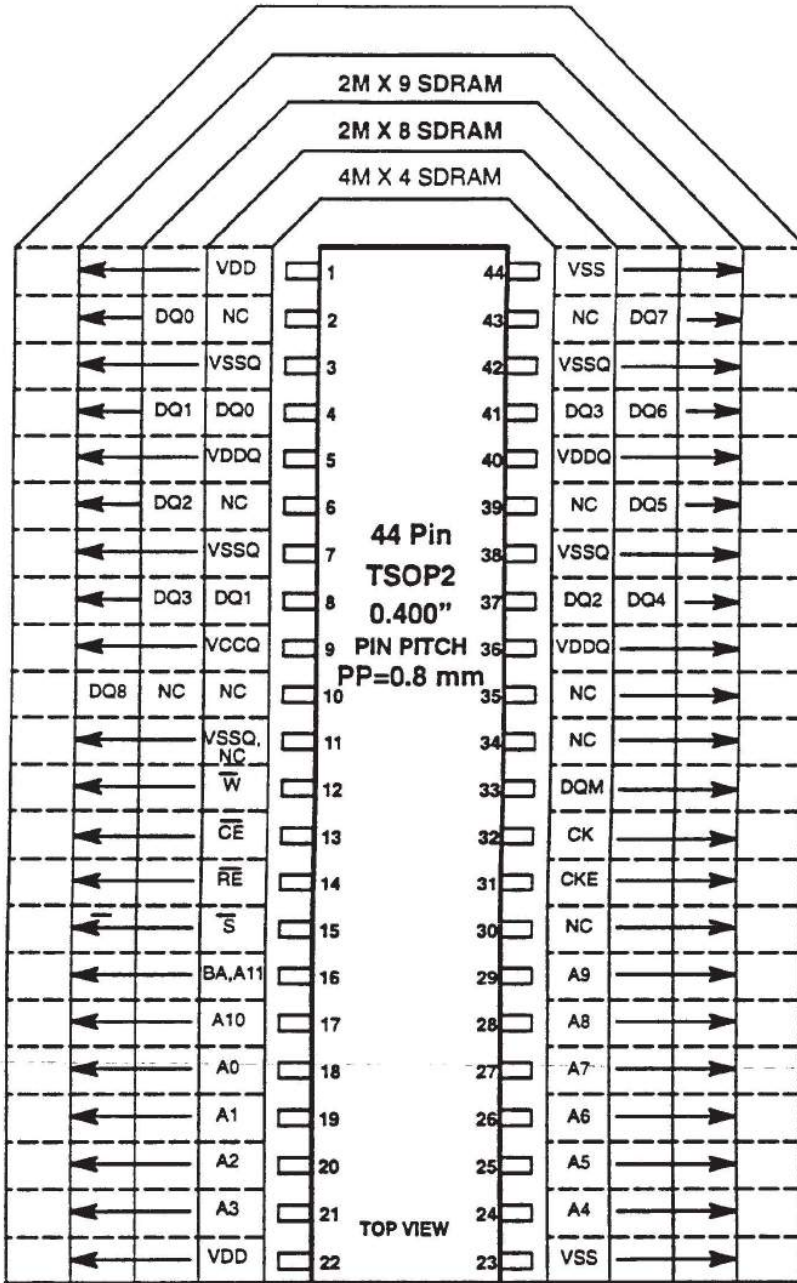 2M X 9 SDRAM
2M X 8 SDRAM
4M X 4 SDRAM
VDD 1 44 VSS
DQ0 NC 2 43 NC DQ7
VSSQ 3 42 VSSQ
DQ1 DQ0 4 41 DQ3 DQ6
VDDQ 5 40 VDDQ
DQ2 NC 6 39 NC DQ5
VSSQ 7 38 VSSQ
DQ3 DQ1 8 37 DQ2 DQ4
VCCQ 9 36 VDDQ
DQ8 NC NC 10 35 NC
VSSQ, NC 11 34 NC
W̅ 12 33 DQM
C̅E̅ 13 32 CK
R̅E̅ 14 31 CKE
S̅ 15 30 NC
BA,A11 16 29 A9
A10 17 28 A8
A0 18 27 A7
A1 19 26 A6
A2 20 25 A5
A3 21 24 A4
VDD 22 23 VSS
44 Pin
TSOP2
0.400"
PIN PITCH
PP=0.8 mm
TOP VIEW